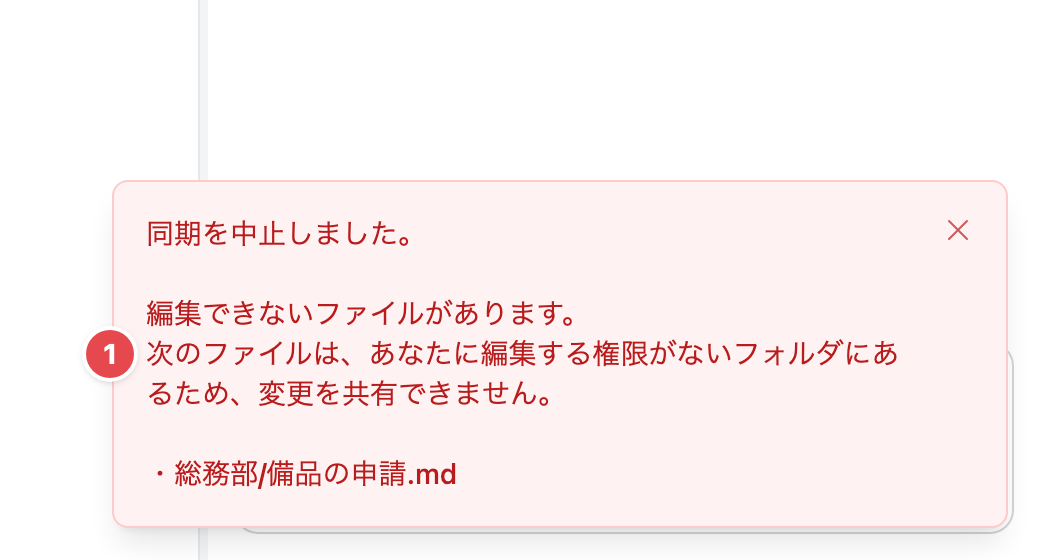 同期を中止しました。
編集できないファイルがあります。
1
次のファイルは、あなたに編集する権限がないフォルダにあ
るため、変更を共有できません。
・総務部/備品の申請.md